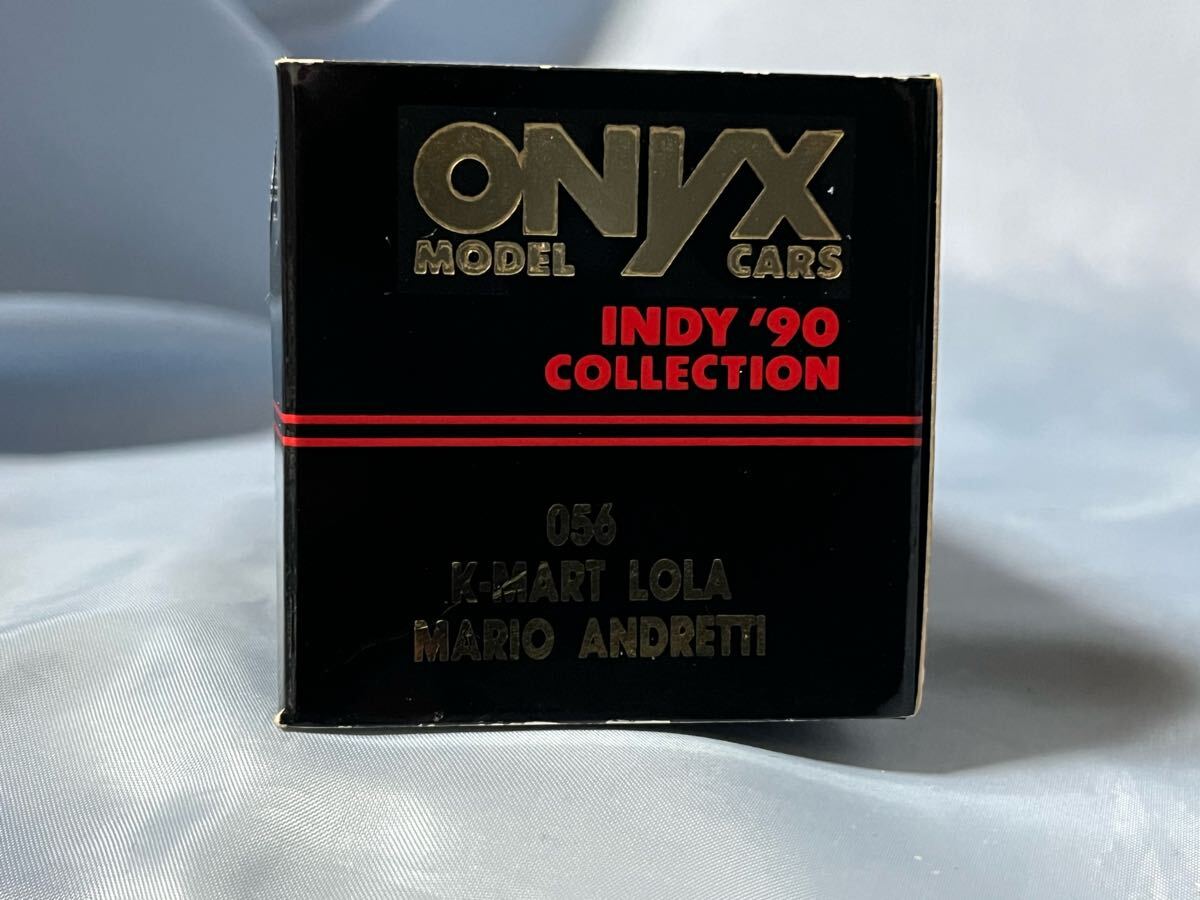 ONYX
MODEL CARS
INDY '90
COLLECTION
056
K-MART LOLA
MARIO ANDRETTI